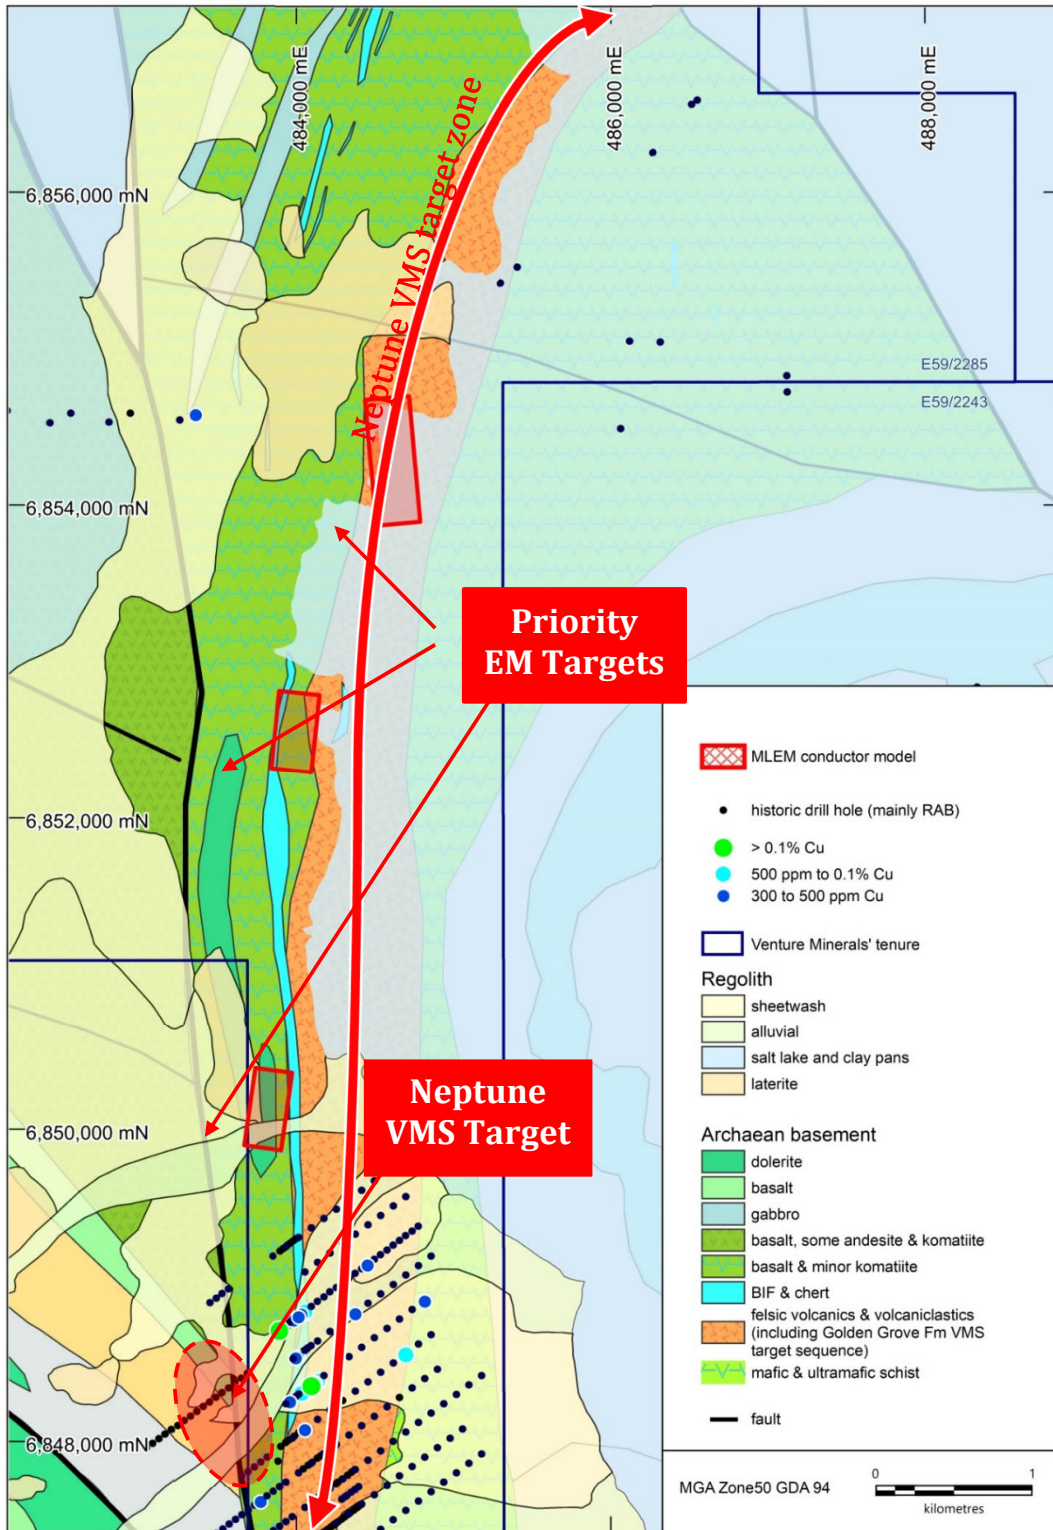 484,000 mE
486,000 mE
488,000 mE
Neptune VMS target zone
6,856,000 mN
E59/2285
E59/2243
6,854,000 mN
Priority
EM Targets
6,852,000 mN
6,850,000 mN
Neptune
VMS Target
6,848,000 mN
MLEM conductor model
historic drill hole (mainly RAB)
> 0.1% Cu
500 ppm to 0.1% Cu
300 to 500 ppm Cu
Venture Minerals' tenure
Regolith
sheetwash
alluvial
salt lake and clay pans
laterite
Archaean basement
dolerite
basalt
gabbro
basalt, some andesite & komatiite
basalt & minor komatiite
BIF & chert
felsic volcanics & volcaniclastics
(including Golden Grove Fm VMS
target sequence)
mafic & ultramafic schist
fault
MGA Zone50 GDA 94
0 1
kilometres